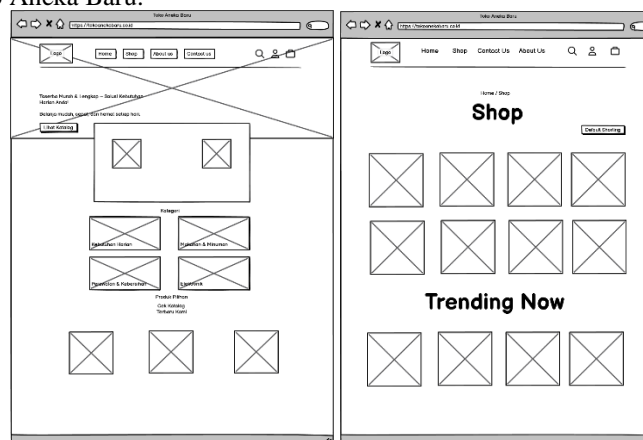 Aneka Baru.
Toko Aneka Baru
https://tokoanekabaru.co.id
Logo
Home
Shop
About us
Contact us
Toserba Murah & Lengkap – Solusi Kebutuhan
Harian Anda!
Belanja mudah, cepat, dan hemat setiap hari.
Lihat Katalog
Kategori
Kebutuhan Harian
Makanan & Minuman
Peralatan & Kebersihan
Elektronik
Produk Pilihan
Cek Katalog
Terbaru Kami
Toko Aneka Baru
https://tokoanekabaru.co.id
Logo
Home
Shop
Contact Us
About Us
Home / Shop
Shop
Default Shorting
Trending Now